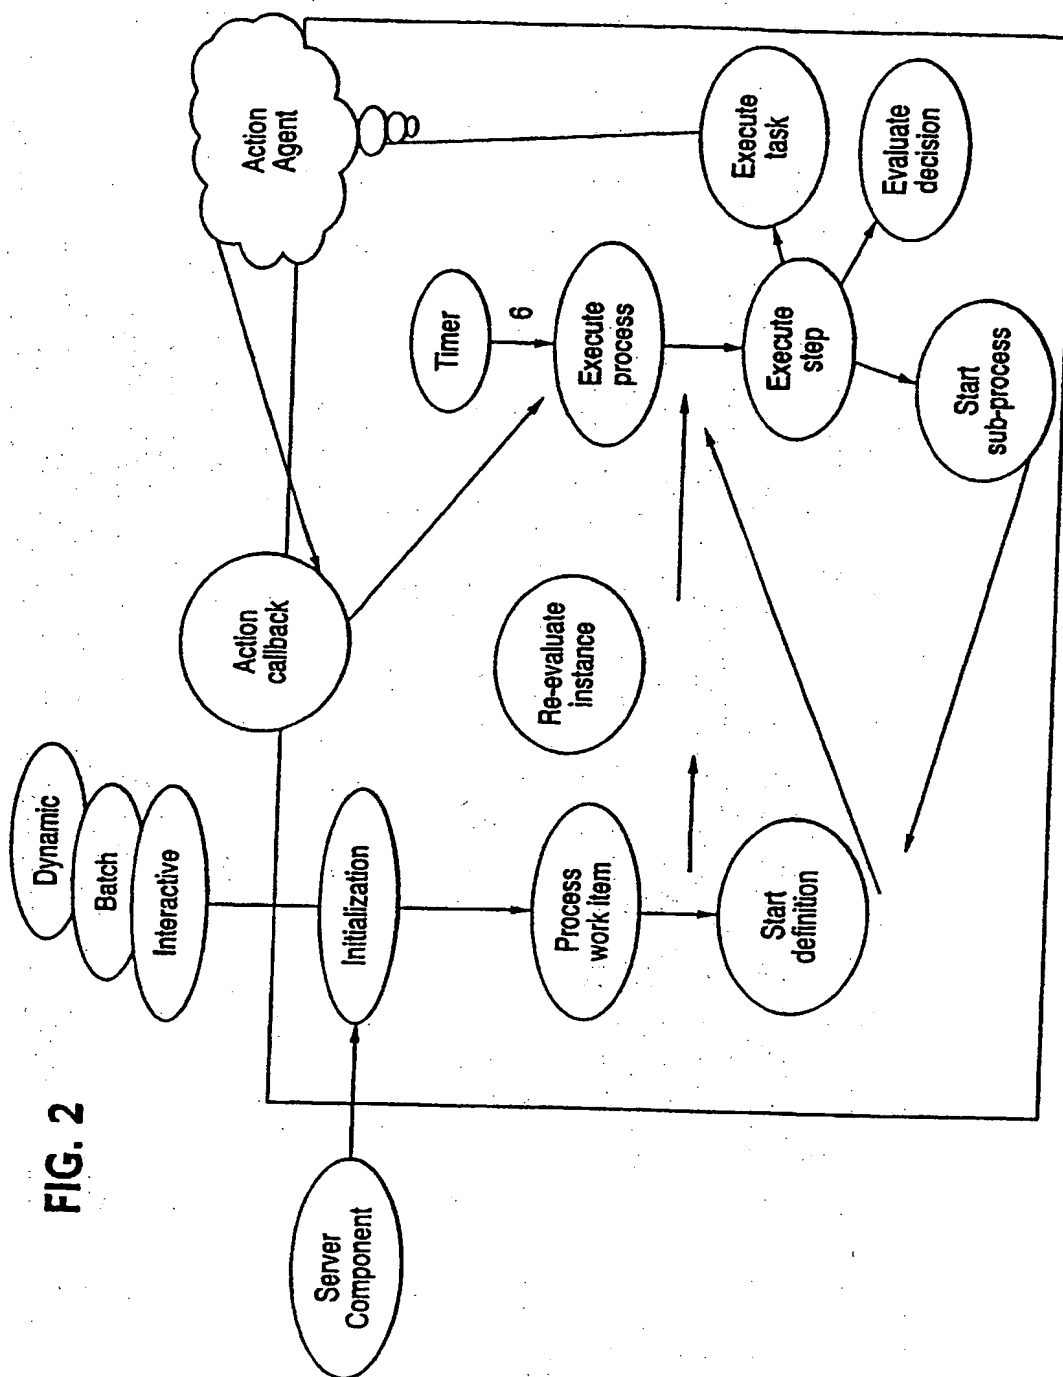 FIG. 2
Dynamic
Batch
Interactive
Server
Component
Initialization
Action
callback
Action
Agent
Timer
6
Process
work item
Re-evaluate
instance
Execute
process
Start
definition
Execute
step
Execute
task
Evaluate
decision
Start
sub-process